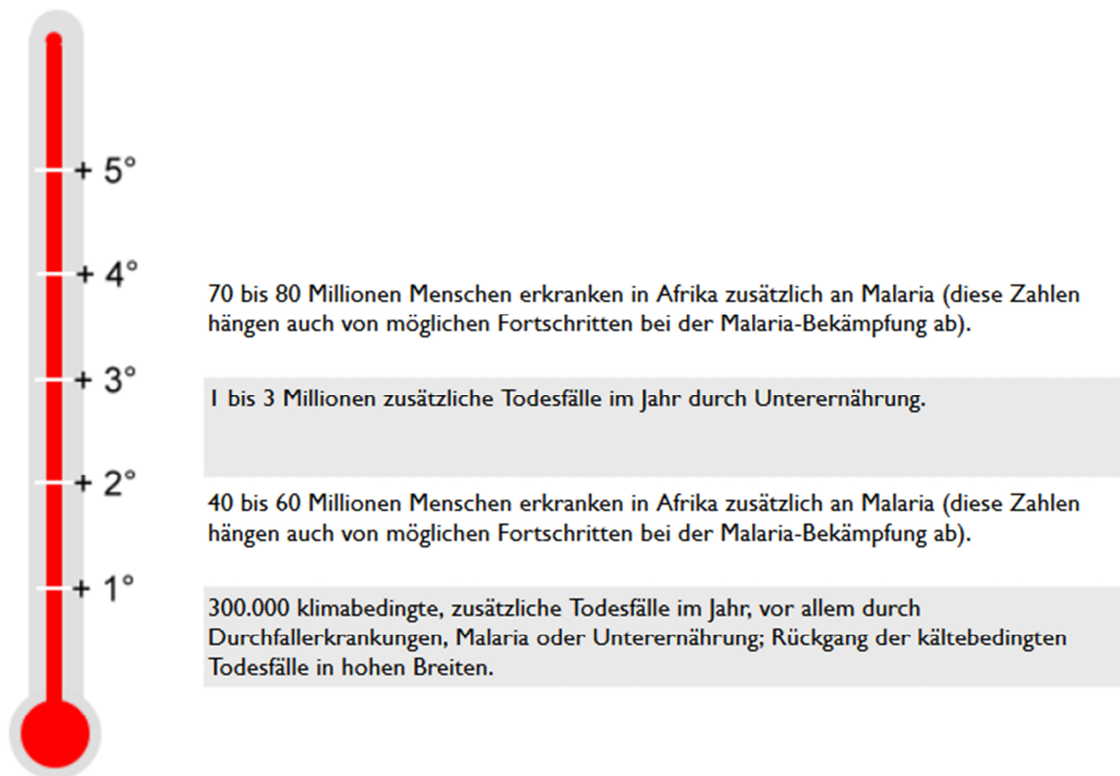 + 5°
+ 4°
70 bis 80 Millionen Menschen erkranken in Afrika zusätzlich an Malaria (diese Zahlen
hängen auch von möglichen Fortschritten bei der Malaria-Bekämpfung ab).
+ 3°
1 bis 3 Millionen zusätzliche Todesfälle im Jahr durch Unterernährung.
+ 2°
40 bis 60 Millionen Menschen erkranken in Afrika zusätzlich an Malaria (diese Zahlen
hängen auch von möglichen Fortschritten bei der Malaria-Bekämpfung ab).
+ 1°
300.000 klimabedingte, zusätzliche Todesfälle im Jahr, vor allem durch
Durchfallerkrankungen, Malaria oder Unterernährung; Rückgang der kältebedingten
Todesfälle in hohen Breiten.